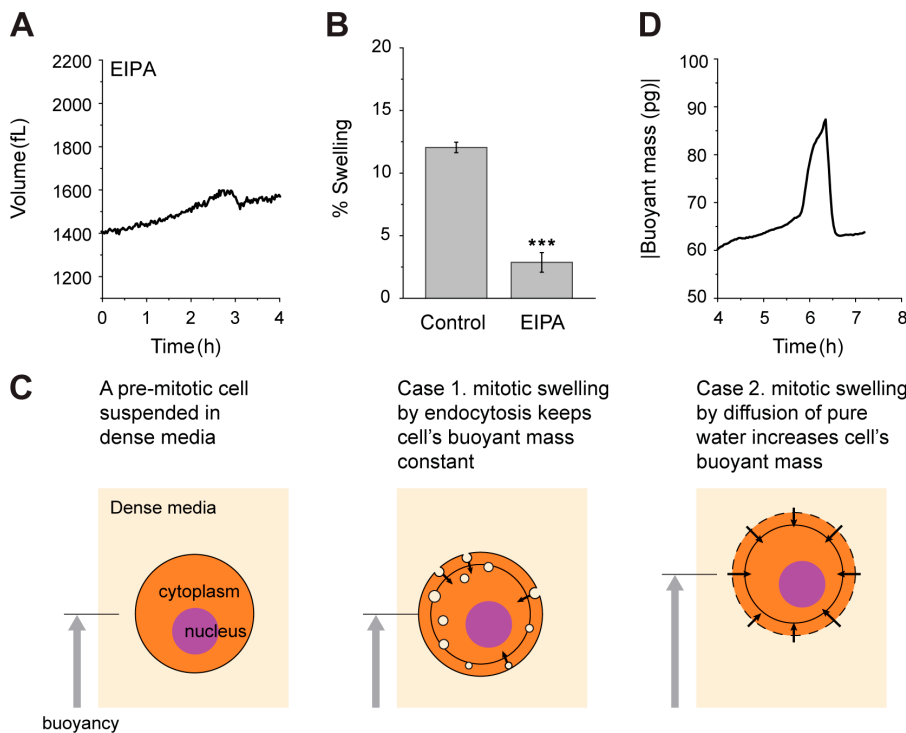 A
EIPA
2200
2000
1800
1600
1400
1200
1100
Volume (fL)
0 1 2 3 4
Time (h)
B
20
15
10
5
0
% Swelling
***
Control EIPA
D
100
90
80
70
60
50
|Buoyant mass (pg)|
4 5 6 7 8
Time (h)
C
A pre-mitotic cell
suspended in
dense media
Dense media
cytoplasm
nucleus
buoyancy
Case 1. mitotic swelling
by endocytosis keeps
cell's buoyant mass
constant
Case 2. mitotic swelling
by diffusion of pure
water increases cell's
buoyant mass